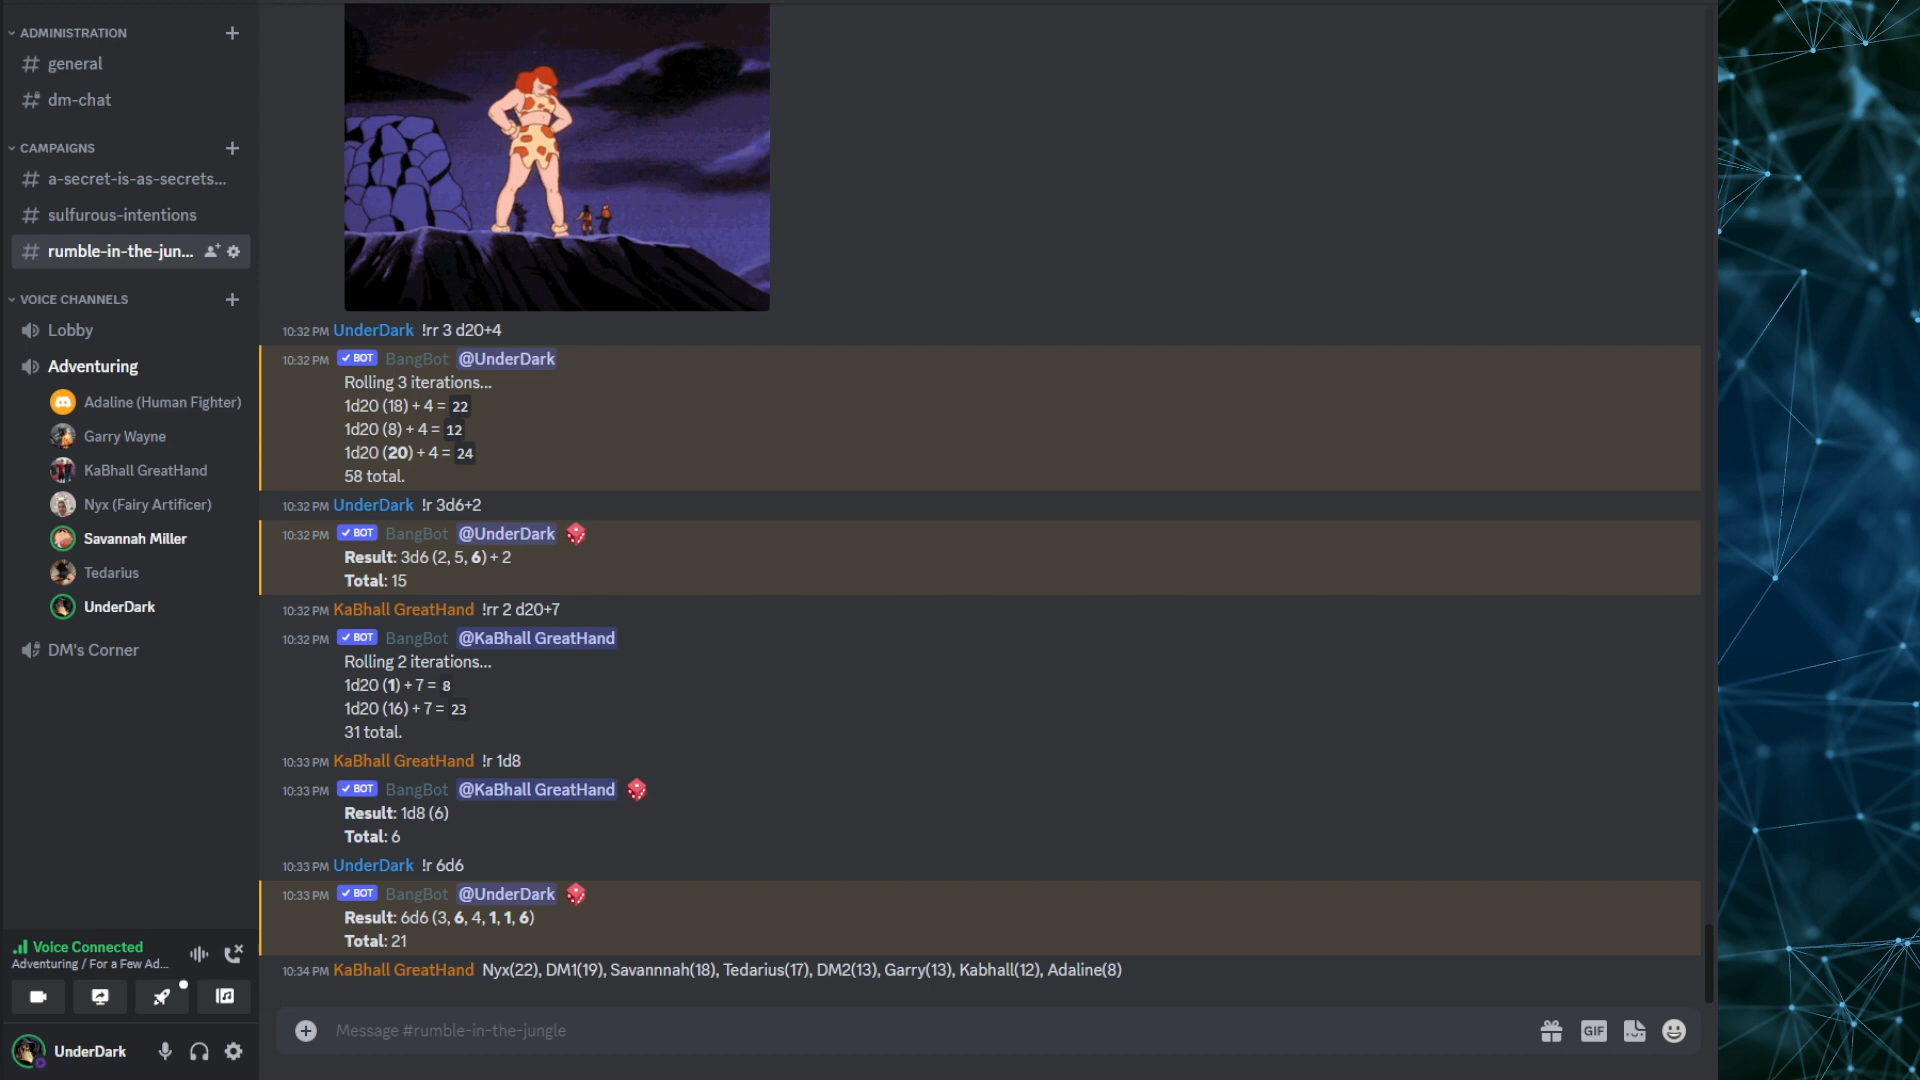 ADMINISTRATION
general
dm-chat
CAMPAIGNS
a-secret-is-as-secrets...
sulfurous-intentions
rumble-in-the-jun...
VOICE CHANNELS
Lobby
Adventuring
Adaline (Human Fighter)
Garry Wayne
KaBhall GreatHand
Nyx (Fairy Artificer)
Savannah Miller
Tedarius
UnderDark
DM's Corner
Voice Connected
Adventuring / For a Few Ad...
UnderDark
10:32 PM UnderDark !rr 3 d20+4
10:32 PM ✓ BOT BangBot @UnderDark
Rolling 3 iterations...
1d20 (18) + 4 = 22
1d20 (8) + 4 = 12
1d20 (20) + 4 = 24
58 total.
10:32 PM UnderDark !r 3d6+2
10:32 PM ✓ BOT BangBot @UnderDark
Result: 3d6 (2, 5, 6) + 2
Total: 15
10:32 PM KaBhall GreatHand !rr 2 d20+7
10:32 PM ✓ BOT BangBot @KaBhall GreatHand
Rolling 2 iterations...
1d20 (1) + 7 = 8
1d20 (16) + 7 = 23
31 total.
10:33 PM KaBhall GreatHand !r 1d8
10:33 PM ✓ BOT BangBot @KaBhall GreatHand
Result: 1d8 (6)
Total: 6
10:33 PM UnderDark !r 6d6
10:33 PM ✓ BOT BangBot @UnderDark
Result: 6d6 (3, 6, 4, 1, 1, 6)
Total: 21
10:34 PM KaBhall GreatHand Nyx(22), DM1(19), Savannnah(18), Tedarius(17), DM2(13), Garry(13), Kabhall(12), Adaline(8)
Message #rumble-in-the-jungle
GIF